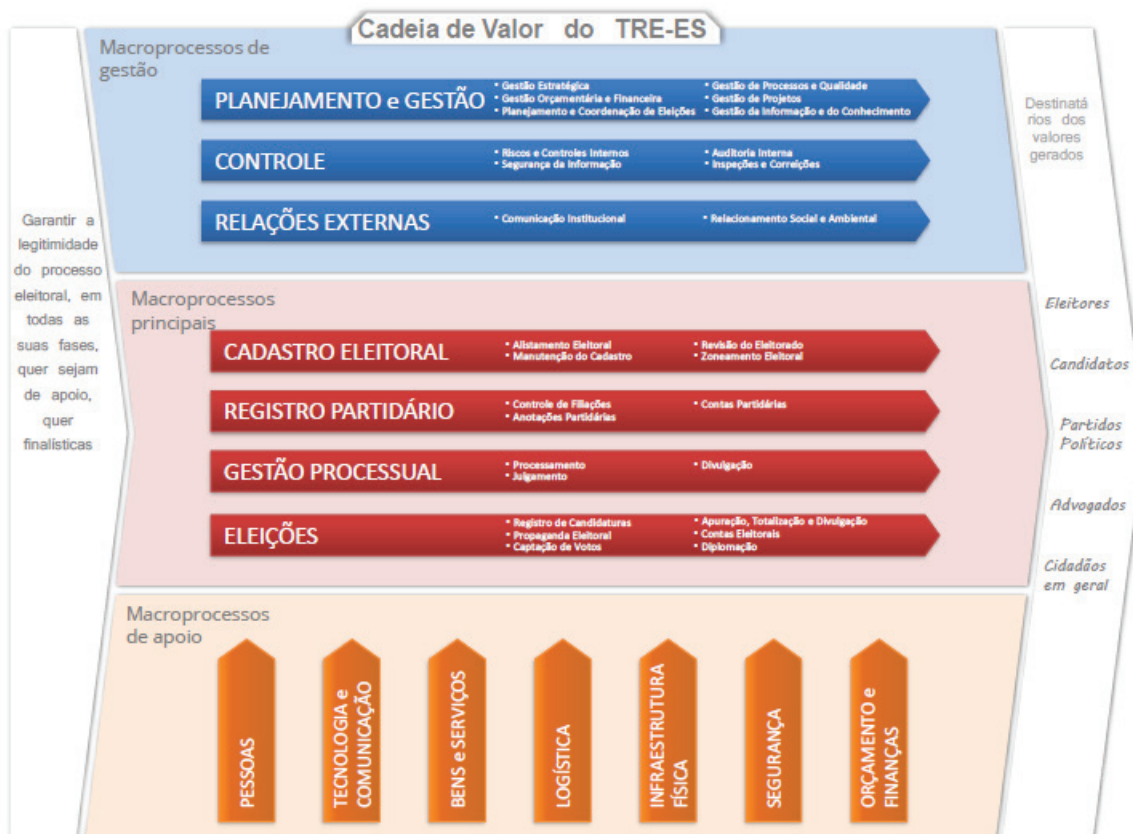 Cadeia de Valor do TRE-ES
Macroprocessos de
gestão
PLANEJAMENTO e GESTÃO
• Gestão Estratégica
• Gestão Orçamentária e Financeira
• Planejamento e Coordenação de Eleições
• Gestão de Processos e Qualidade
• Gestão de Projetos
• Gestão da Informação e do Conhecimento
CONTROLE
• Riscos e Controles Internos
• Segurança da Informação
• Auditoria Interna
• Inspeções e Correições
RELAÇÕES EXTERNAS
• Comunicação Institucional
• Relacionamento Social e Ambiental
Garantir a
legitimidade
do processo
eleitoral, em
todas as
suas fases,
quer sejam
de apoio,
quer
finalísticas
Macroprocessos
principais
CADASTRO ELEITORAL
• Alistamento Eleitoral
• Manutenção do Cadastro
• Revisão do Eleitorado
• Zoneamento Eleitoral
REGISTRO PARTIDÁRIO
• Controle de Filiações
• Anotações Partidárias
• Contas Partidárias
GESTÃO PROCESSUAL
• Processamento
• Julgamento
• Divulgação
ELEIÇÕES
• Registro de Candidaturas
• Propaganda Eleitoral
• Captação de Votos
• Apuração, Totalização e Divulgação
• Contas Eleitorais
• Diplomação
Macroprocessos
de apoio
PESSOAS
TECNOLOGIA e
COMUNICAÇÃO
BENS e SERVIÇOS
LOGÍSTICA
INFRAESTRUTURA
FÍSICA
SEGURANÇA
ORÇAMENTO e
FINANÇAS
Destinatá
rios dos
valores
gerados
Eleitores
Candidatos
Partidos
Políticos
Advogados
Cidadãos
em geral